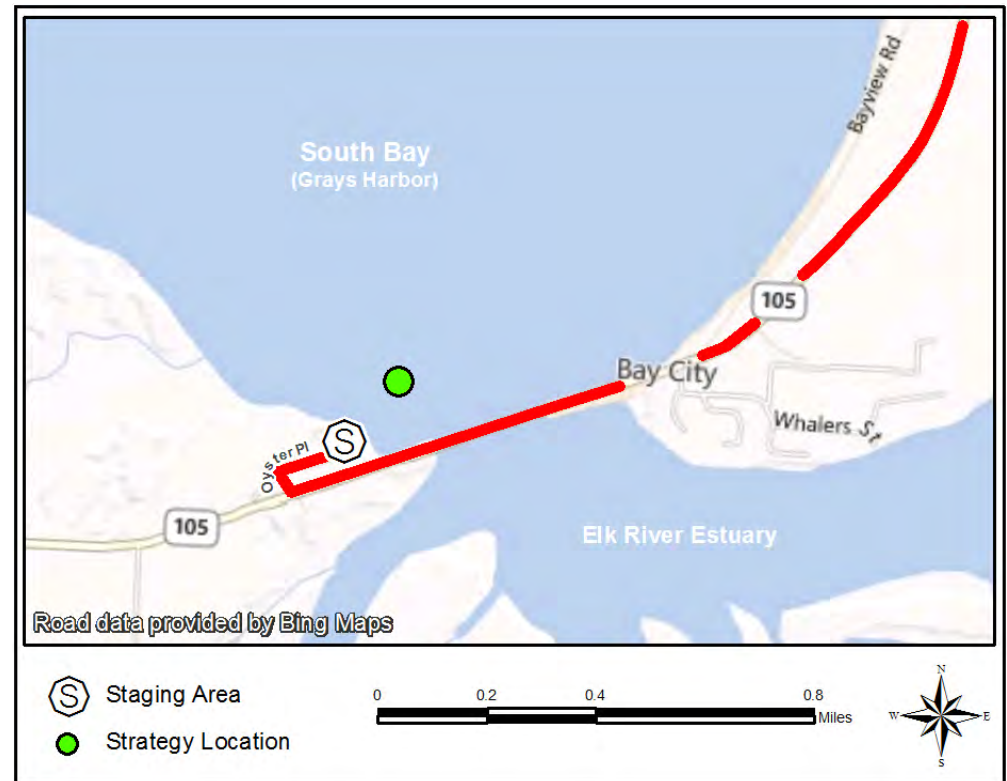 Bayview Rd
South Bay
(Grays Harbor)
105
Bay City
Whalers St
Oyster Pl
S
105
Elk River Estuary
Road data provided by Bing Maps
S Staging Area
Strategy Location
0 0.2 0.4 0.8
Miles
N
W E
S